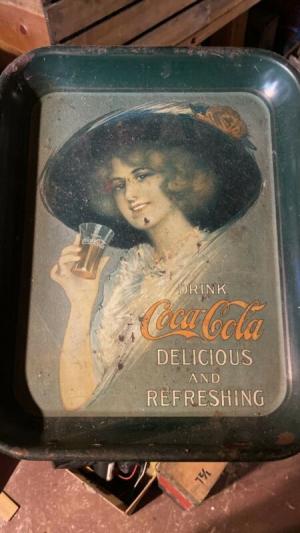 DRINK
Coca-Cola
DELICIOUS
AND
REFRESHING